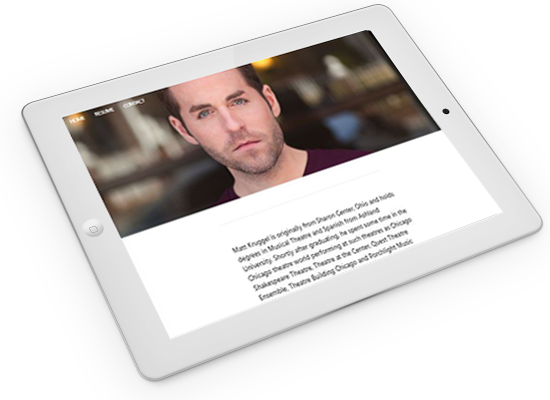 HOME RESUME CONTACT
Matt Knuggel is originally from Sharon Center, Ohio and holds
degrees in Musical Theatre and Spanish from Ashland
University. Shortly after graduating, he spent some time in the
Chicago theatre world performing at such theatres as Chicago
Shakespeare Theatre, Theatre at the Center, Quest Theatre
Ensemble, Theatre Building Chicago and Porchlight Music